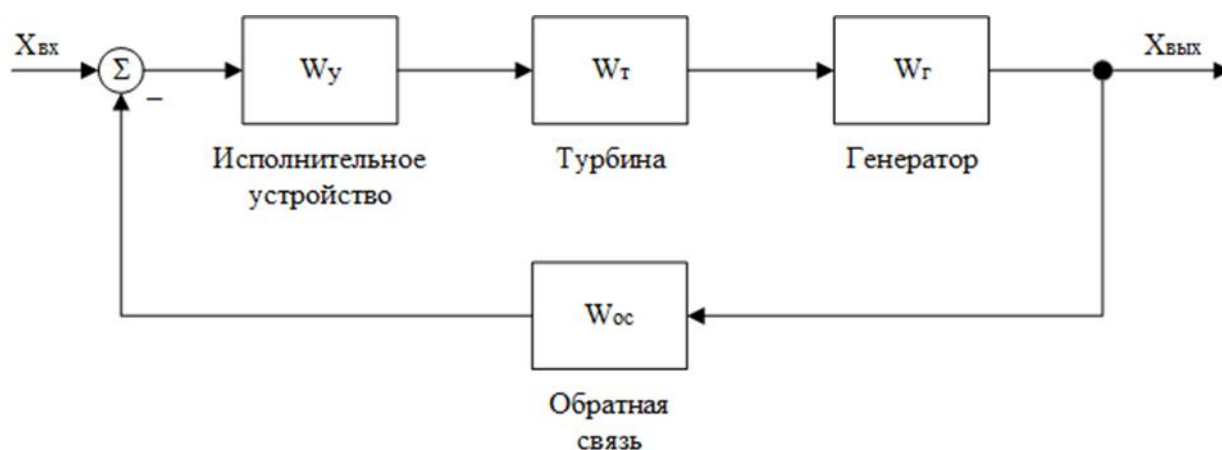 Xвх
Σ
Wу
Wт
Wг
Xвых
–
Исполнительное
устройство
Турбина
Генератор
Wос
Обратная
связь